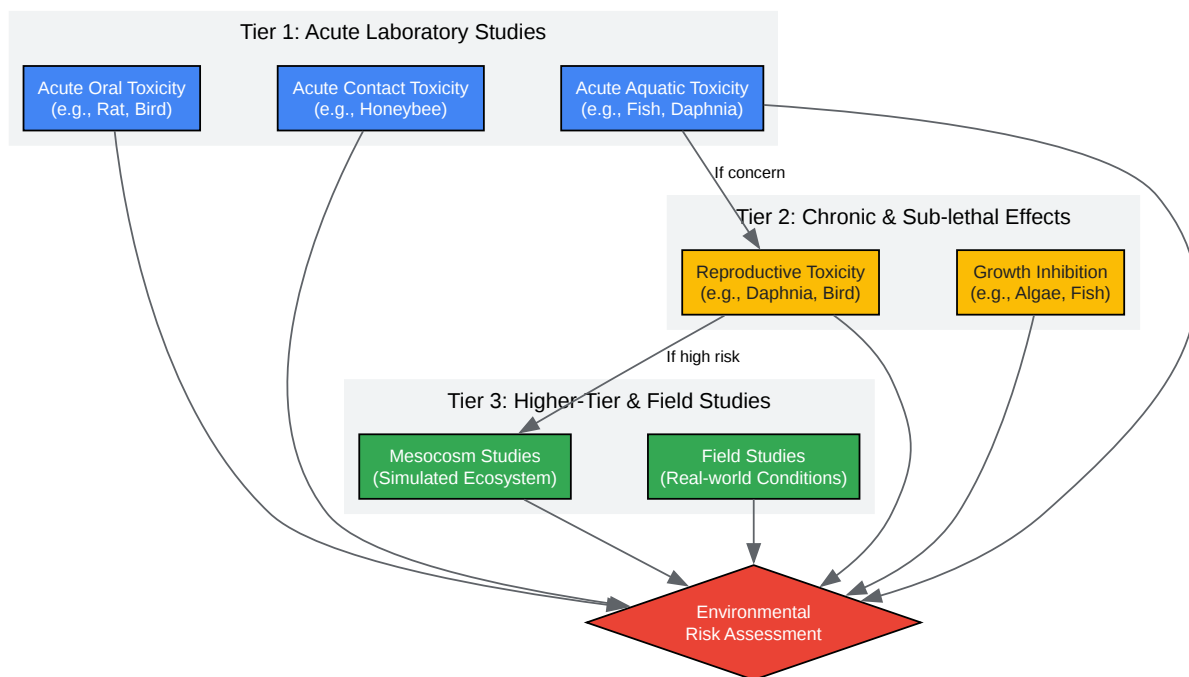 Tier 1: Acute Laboratory Studies
Acute Oral Toxicity
(e.g., Rat, Bird)
Acute Contact Toxicity
(e.g., Honeybee)
Acute Aquatic Toxicity
(e.g., Fish, Daphnia)
If concern
Tier 2: Chronic & Sub-lethal Effects
Reproductive Toxicity
(e.g., Daphnia, Bird)
Growth Inhibition
(e.g., Algae, Fish)
If high risk
Tier 3: Higher-Tier & Field Studies
Mesocosm Studies
(Simulated Ecosystem)
Field Studies
(Real-world Conditions)
Environmental
Risk Assessment